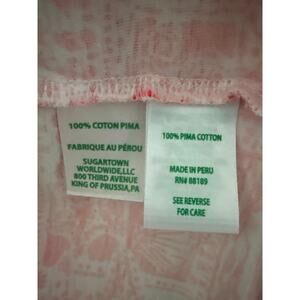 100% COTON PIMA
FABRIQUE AU PÉROU
SUGARTOWN
WORLDWIDE,LLC
800 THIRD AVENUE
KING OF PRUSSIA,PA
100% PIMA COTTON
MADE IN PERU
RN# 88189
SEE REVERSE
FOR CARE